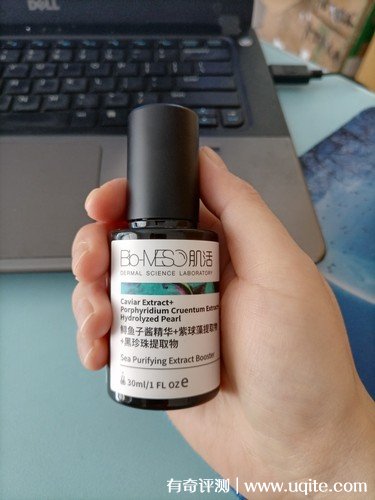 DELL
Bio-MESO肌活
DERMAL SCIENCE LABORATORY
Caviar Extract+
Porphyridium Cruentum Extract+
Hydrolyzed Pearl
鲟鱼子酱精华+紫球藻提取物
+黑珍珠提取物
Sea Purifying Extract Booster
30ml/1 FL OZ e
有奇评测 | www.uqite.com